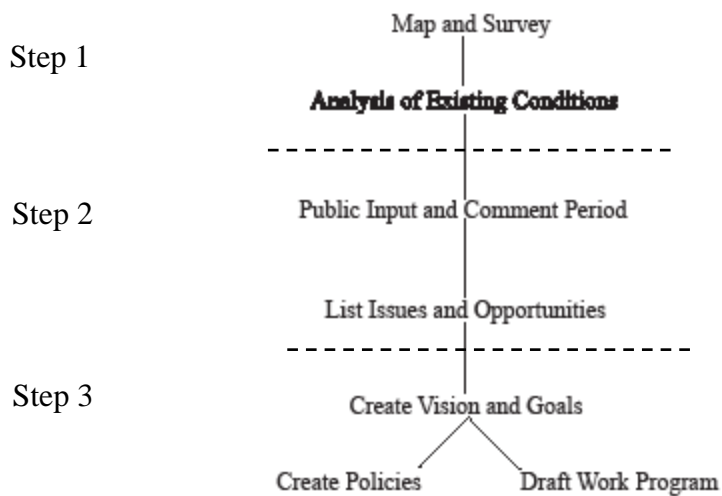 Map and Survey
Step 1
Analysis of Existing Conditions
Step 2
Public Input and Comment Period
List Issues and Opportunities
Step 3
Create Vision and Goals
Create Policies
Draft Work Program